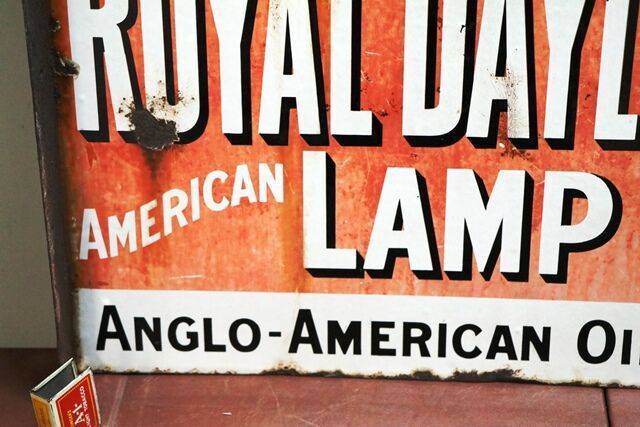 ROYAL DAYL
AMERICAN LAMP
ANGLO-AMERICAN OI